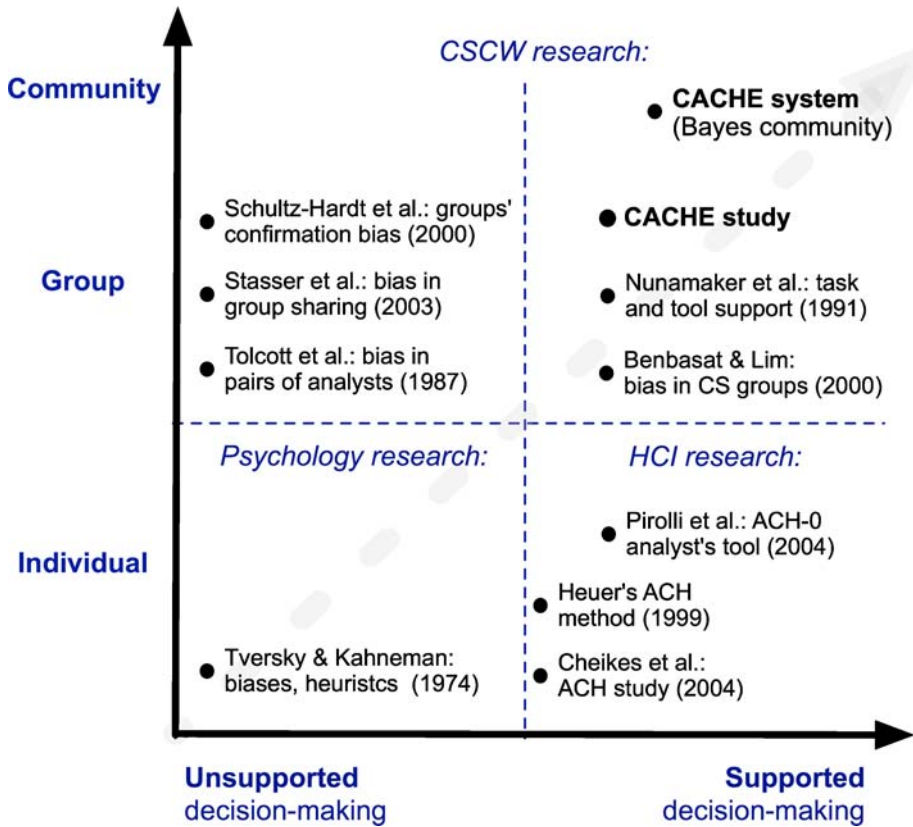 CSCW research:
Community
CACHE system
(Bayes community)
Schultz-Hardt et al.: groups'
confirmation bias (2000)
CACHE study
Group
Stasser et al.: bias in
group sharing (2003)
Nunamaker et al.: task
and tool support (1991)
Tolcott et al.: bias in
pairs of analysts (1987)
Benbasat & Lim:
bias in CS groups (2000)
Psychology research:
HCI research:
Pirolli et al.: ACH-0
analyst's tool (2004)
Individual
Heuer's ACH
method (1999)
Tversky & Kahneman:
biases, heuristcs (1974)
Cheikes et al.:
ACH study (2004)
Unsupported
decision-making
Supported
decision-making